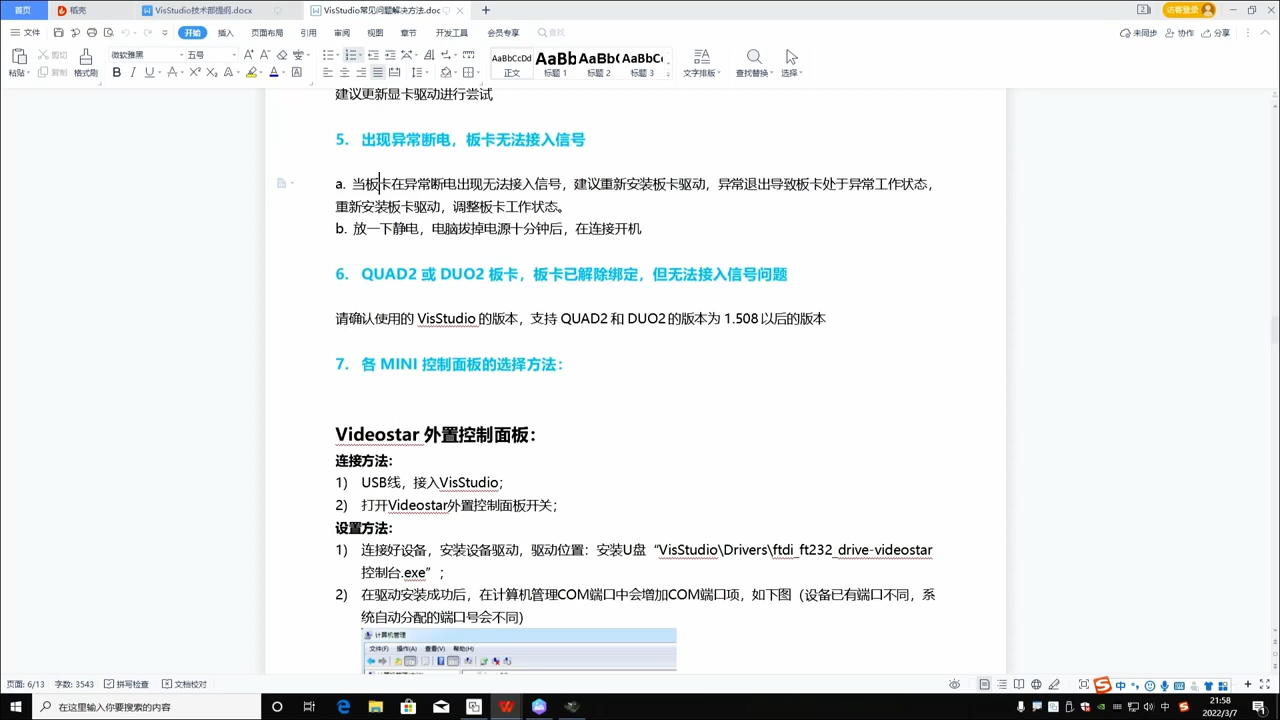 首页
稻壳
VisStudio技术部提纲.docx
VisStudio常见问题解决方法.doc
文件
开始
插入
页面布局
引用
审阅
视图
章节
开发工具
会员专享
查找
访客登录
未同步
协作
分享
粘贴
剪切
复制
格式刷
微软雅黑
五号
AaBbCcDd
正文
AaBb
标题 1
AaBb(
标题 2
AaBbC
标题 3
文字排版
查找替换
选择
建议更新显卡驱动进行尝试
5. 出现异常断电，板卡无法接入信号
a. 当板卡在异常断电出现无法接入信号，建议重新安装板卡驱动，异常退出导致板卡处于异常工作状态，
重新安装板卡驱动，调整板卡工作状态。
b. 放一下静电，电脑拔掉电源十分钟后，在连接开机
6. QUAD2 或 DUO2 板卡，板卡已解除绑定，但无法接入信号问题
请确认使用的 VisStudio 的版本，支持 QUAD2 和 DUO2 的版本为 1.508 以后的版本
7. 各 MINI 控制面板的选择方法：
Videostar 外置控制面板：
连接方法：
1) USB线，接入VisStudio；
2) 打开Videostar外置控制面板开关；
设置方法：
1) 连接好设备，安装设备驱动，驱动位置：安装U盘“VisStudio\Drivers\ftdi_ft232_drive-videostar
控制台.exe”；
2) 在驱动安装成功后，在计算机管理COM端口中会增加COM端口项，如下图（设备已有端口不同，系
统自动分配的端口号会不同)
计算机管理
文件(F) 操作(A) 查看(V) 帮助(H)
页面: 6/13
字数: 3543
拼写检查
文档校对
中
在这里输入你要搜索的内容
中
21:58
2022/3/7